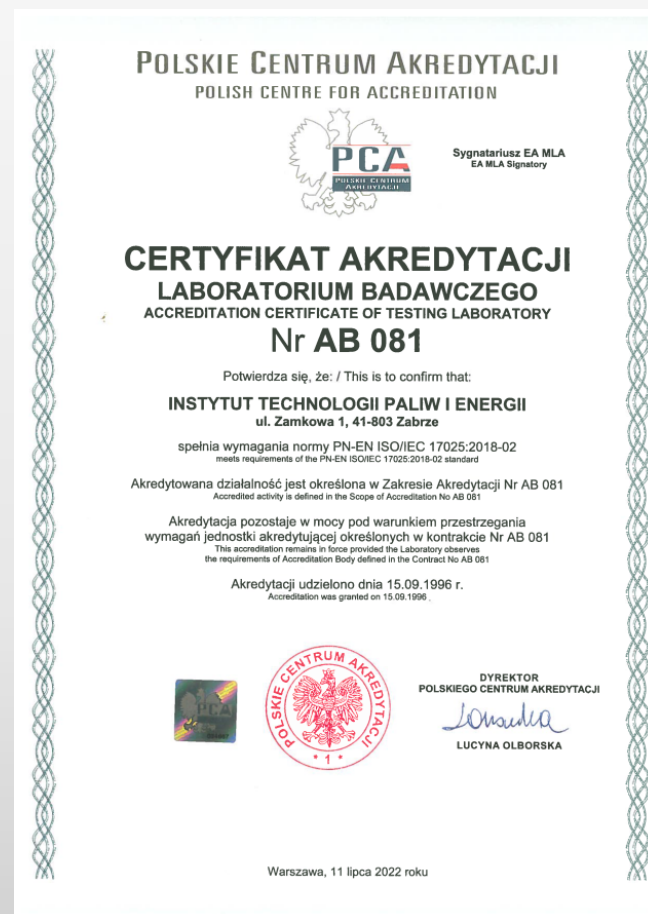 POLSKIE CENTRUM AKREDYTACJI
POLISH CENTRE FOR ACCREDITATION
PCA
POLSKIE CENTRUM
AKREDYTACJI
Sygnatariusz EA MLA
EA MLA Signatory
CERTYFIKAT AKREDYTACJI
LABORATORIUM BADAWCZEGO
ACCREDITATION CERTIFICATE OF TESTING LABORATORY
Nr AB 081
Potwierdza się, że: / This is to confirm that:
INSTYTUT TECHNOLOGII PALIW I ENERGII
ul. Zamkowa 1, 41-803 Zabrze
spełnia wymagania normy PN-EN ISO/IEC 17025:2018-02
meets requirements of the PN-EN ISO/IEC 17025:2018-02 standard
Akredytowana działalność jest określona w Zakresie Akredytacji Nr AB 081
Accredited activity is defined in the Scope of Accreditation No AB 081
Akredytacja pozostaje w mocy pod warunkiem przestrzegania
wymagań jednostki akredytującej określonych w kontrakcie Nr AB 081
This accreditation remains in force provided the Laboratory observes
the requirements of Accreditation Body defined in the Contract No AB 081
Akredytacji udzielono dnia 15.09.1996 r.
Accreditation was granted on 15.09.1996
PCA
POLSKIE CENTRUM AKREDYTACJI
* 1 *
DYREKTOR
POLSKIEGO CENTRUM AKREDYTACJI
LUCYNA OLBORSKA
Warszawa, 11 lipca 2022 roku